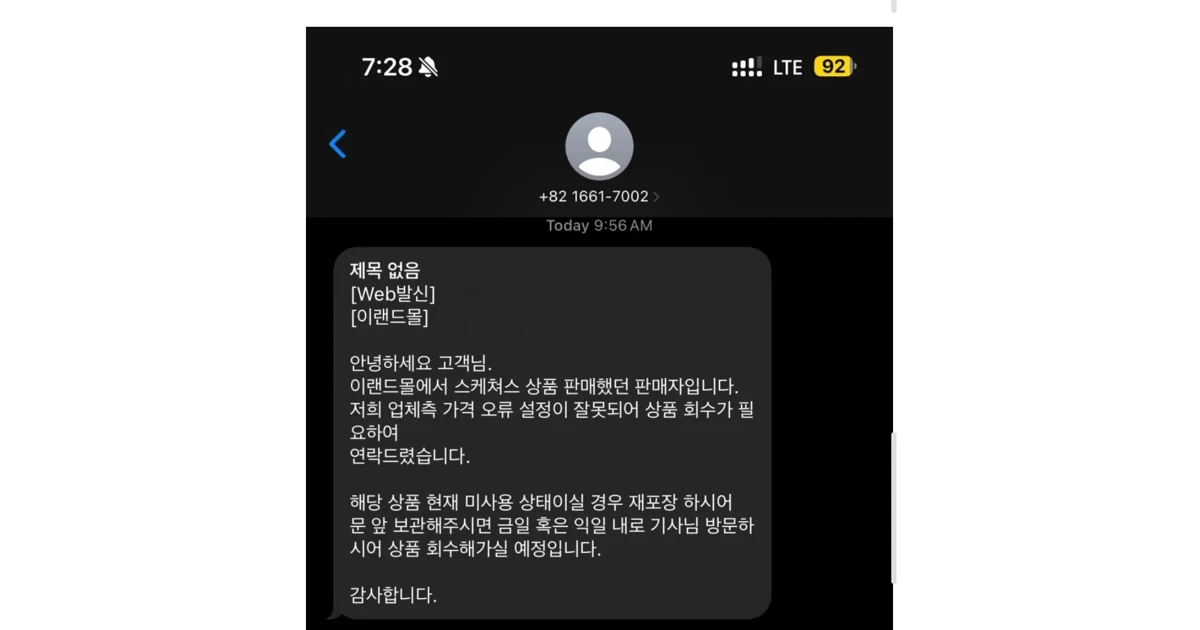 7:28 LTE 92
+82 1661-7002
Today 9:56 AM
제목 없음
[Web발신]
[이랜드몰]
안녕하세요 고객님.
이랜드몰에서 스케쳐스 상품 판매했던 판매자입니다.
저희 업체측 가격 오류 설정이 잘못되어 상품 회수가 필
요하여
연락드렸습니다.
해당 상품 현재 미사용 상태이실 경우 재포장 하시어
문 앞 보관해주시면 금일 혹은 익일 내로 기사님 방문하
시어 상품 회수해가실 예정입니다.
감사합니다.